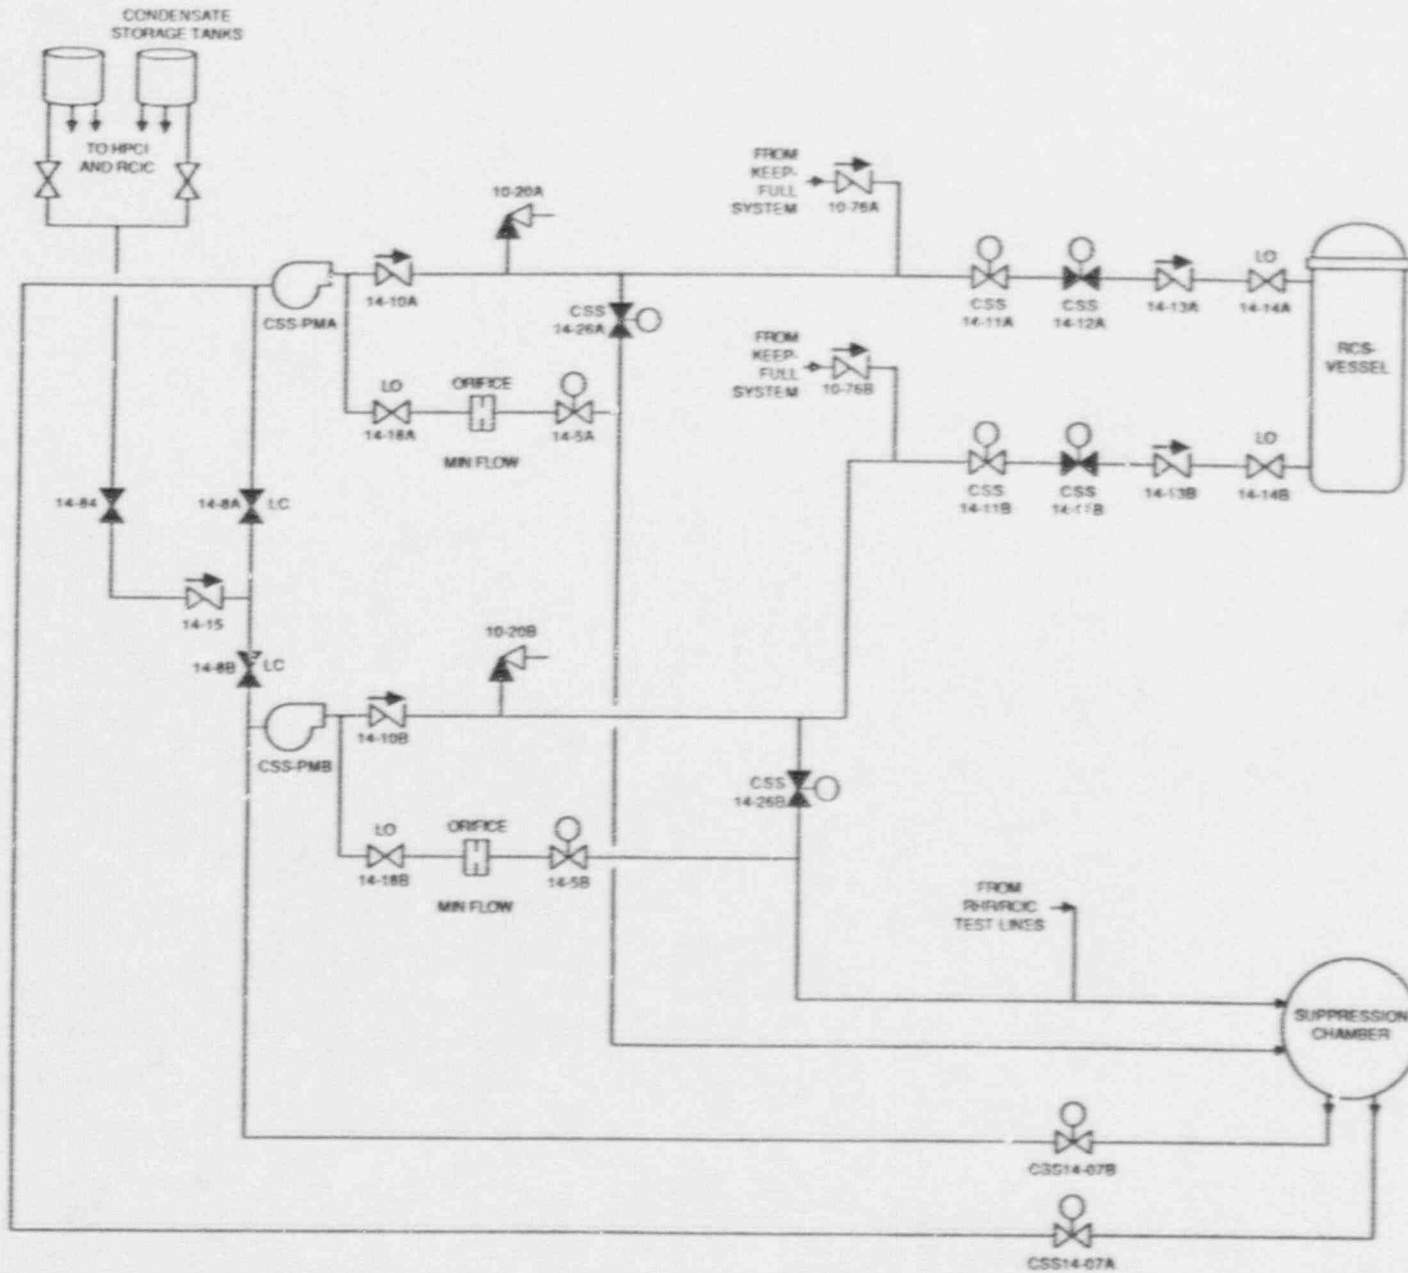 CONDENSATE
STORAGE TANKS
TO HPCI
AND RCIC
10-20A
FROM
KEEP-
FULL
SYSTEM
10-76A
14-10A
CSS-PMA
CSS
14-26A
CSS
14-11A
CSS
14-12A
14-13A
LO
14-14A
RCS-
VESSEL
FROM
KEEP-
FULL
SYSTEM
10-76B
LO
14-18A
ORIFICE
14-5A
MIN FLOW
CSS
14-11B
CSS
14-13B
LO
14-14B
14-84
14-8A
LC
14-15
14-8B
LC
10-20B
14-10B
CSS-PMB
CSS
14-26B
LO
14-18B
ORIFICE
14-5B
MIN FLOW
FROM
RHR/RCIC
TEST LINES
SUPPRESSION
CHAMBER
CSS14-07B
CSS14-07A